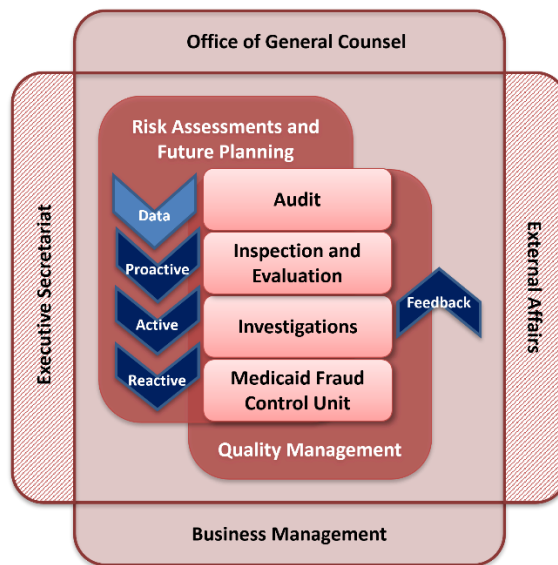 Office of General Counsel
Executive Secretariat
Risk Assessments and
Future Planning
Data
Proactive
Active
Reactive
Audit
Inspection and
Evaluation
Investigations
Medicaid Fraud
Control Unit
Feedback
Quality Management
External Affairs
Business Management